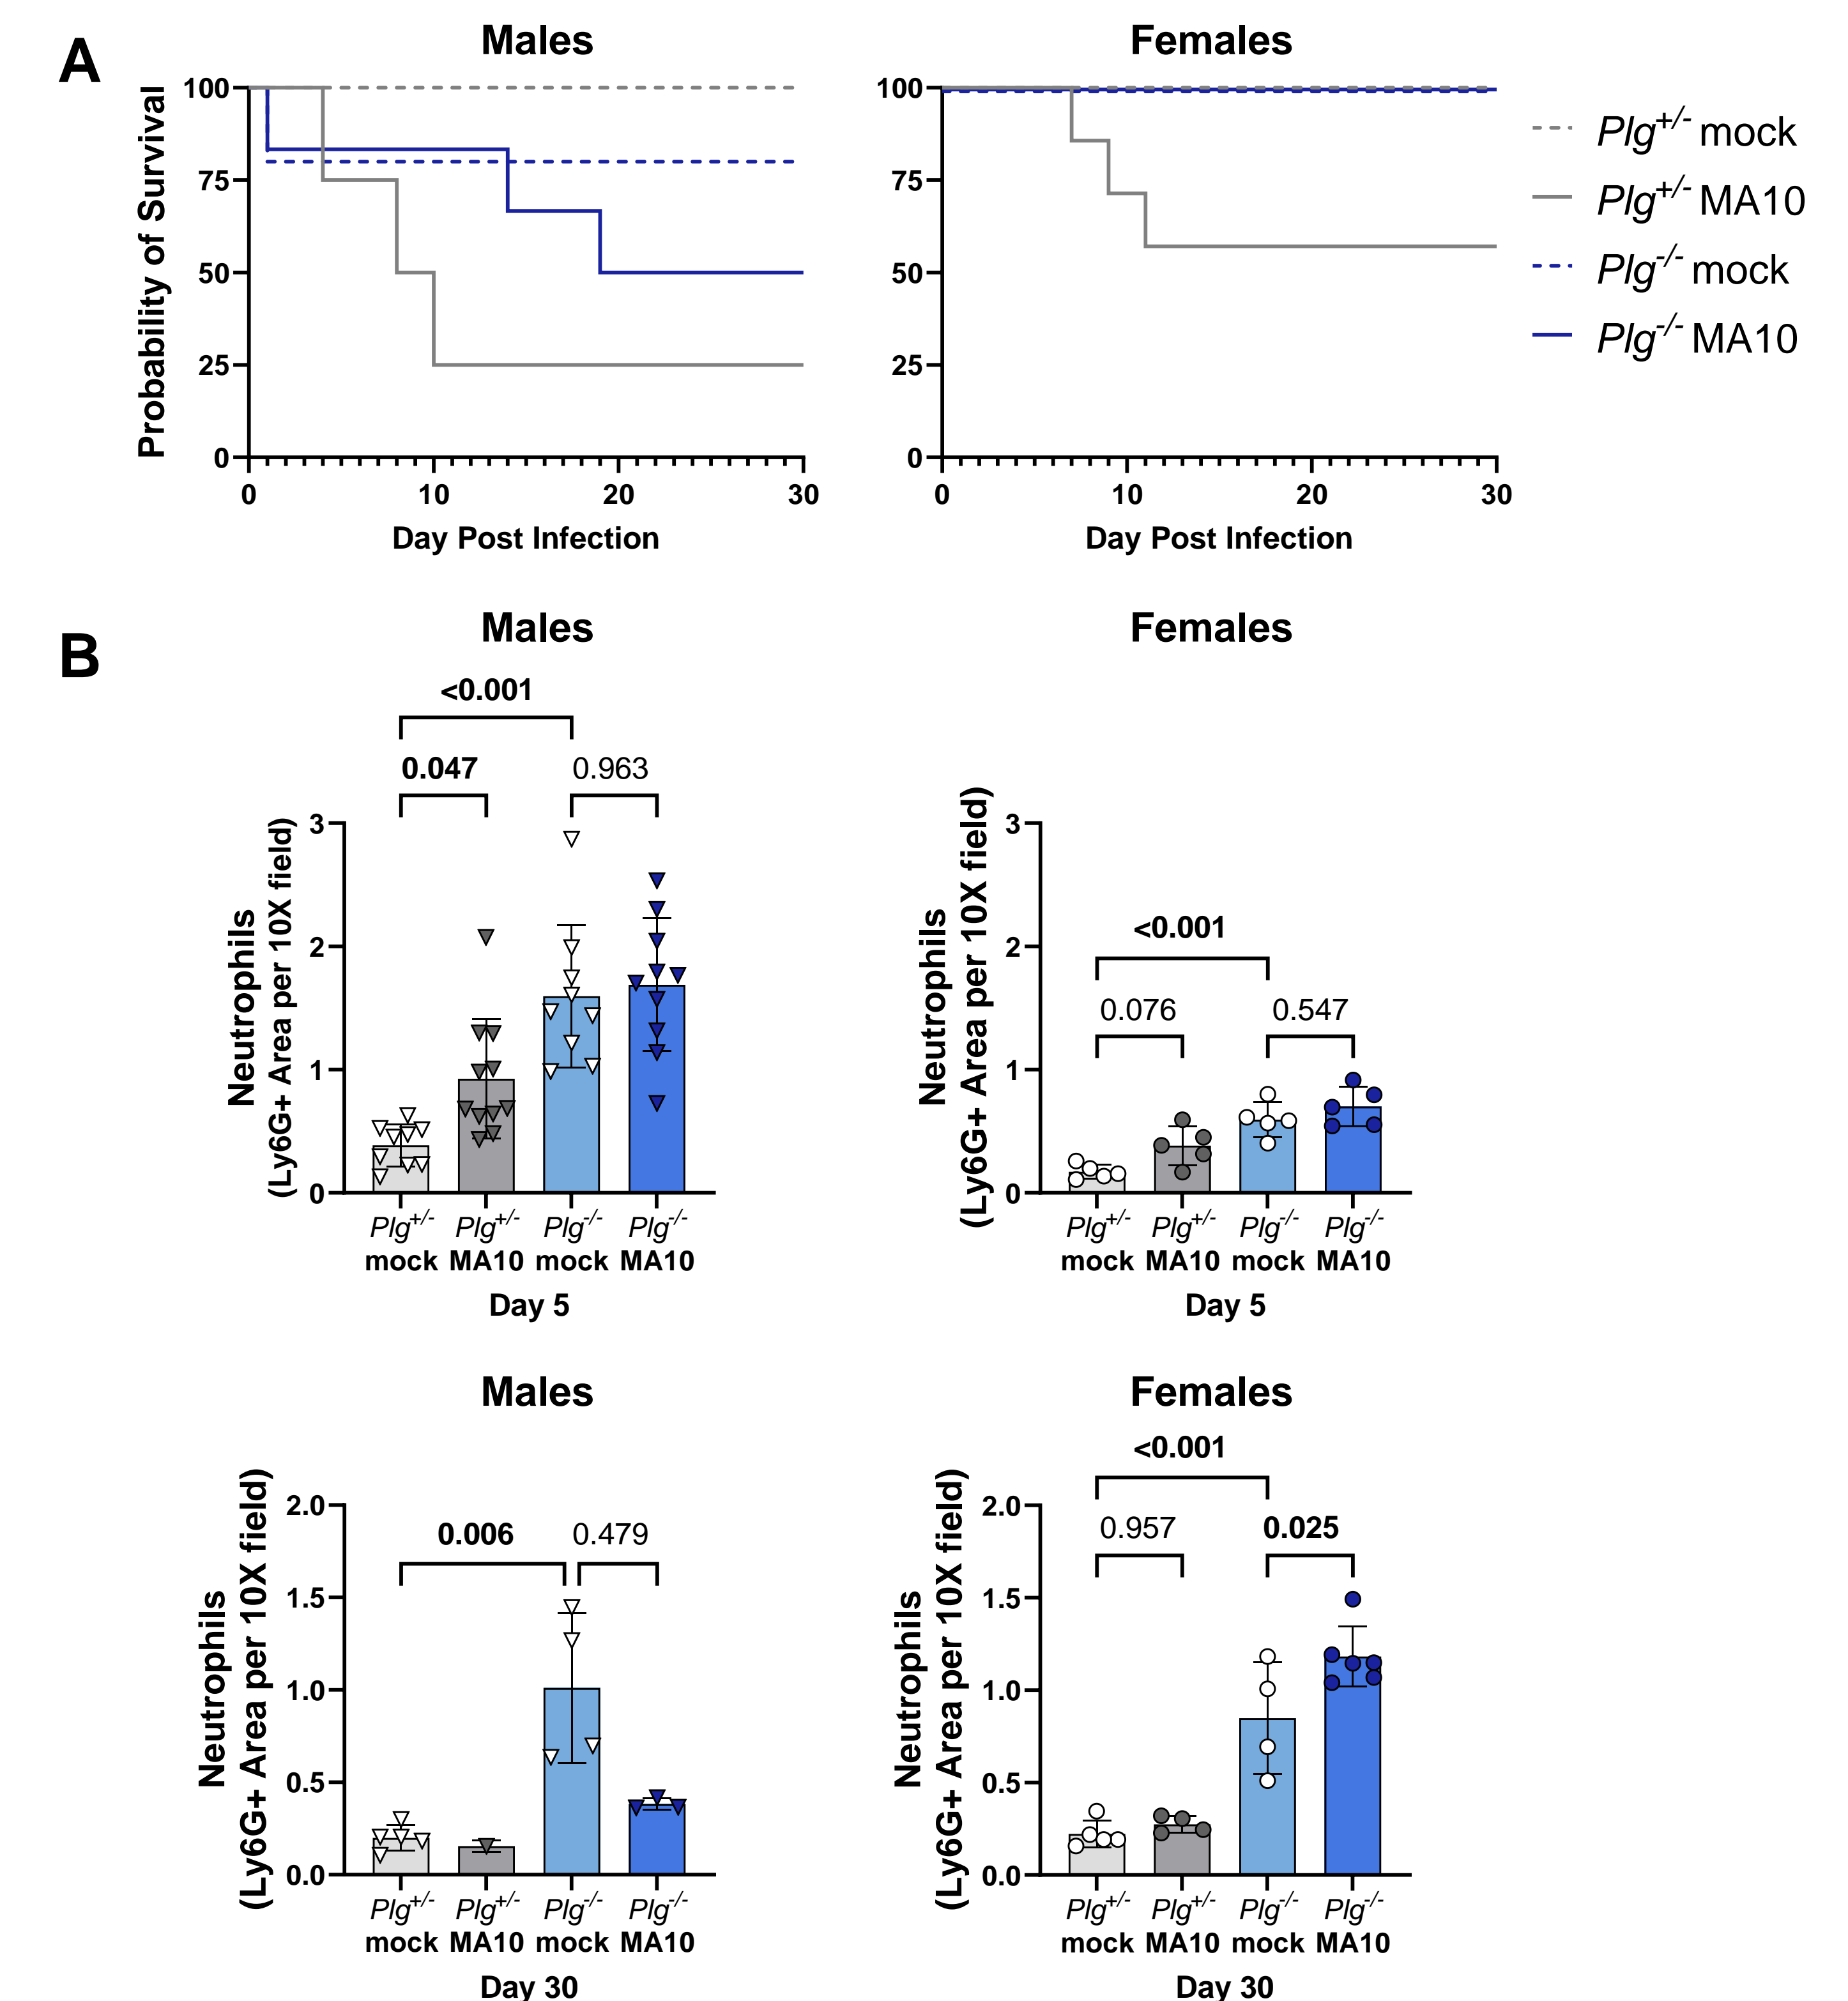 A
Males
Females
Probability of Survival
100
75
50
25
0
0 10 20 30
Day Post Infection
100
75
50
25
0
0 10 20 30
Day Post Infection
Plg+/- mock
Plg+/- MA10
Plg-/- mock
Plg-/- MA10
B
Males
Females
<0.001
0.047 0.963
Neutrophils
(Ly6G+ Area per 10X field)
3
2
1
0
Plg+/- Plg+/- Plg-/- Plg-/-
mock MA10 mock MA10
Day 5
<0.001
0.076 0.547
Neutrophils
(Ly6G+ Area per 10X field)
3
2
1
0
Plg+/- Plg+/- Plg-/- Plg-/-
mock MA10 mock MA10
Day 5
Males
Females
0.006 0.479
Neutrophils
(Ly6G+ Area per 10X field)
2.0
1.5
1.0
0.5
0.0
Plg+/- Plg+/- Plg-/- Plg-/-
mock MA10 mock MA10
Day 30
<0.001
0.957 0.025
Neutrophils
(Ly6G+ Area per 10X field)
2.0
1.5
1.0
0.5
0.0
Plg+/- Plg+/- Plg-/- Plg-/-
mock MA10 mock MA10
Day 30